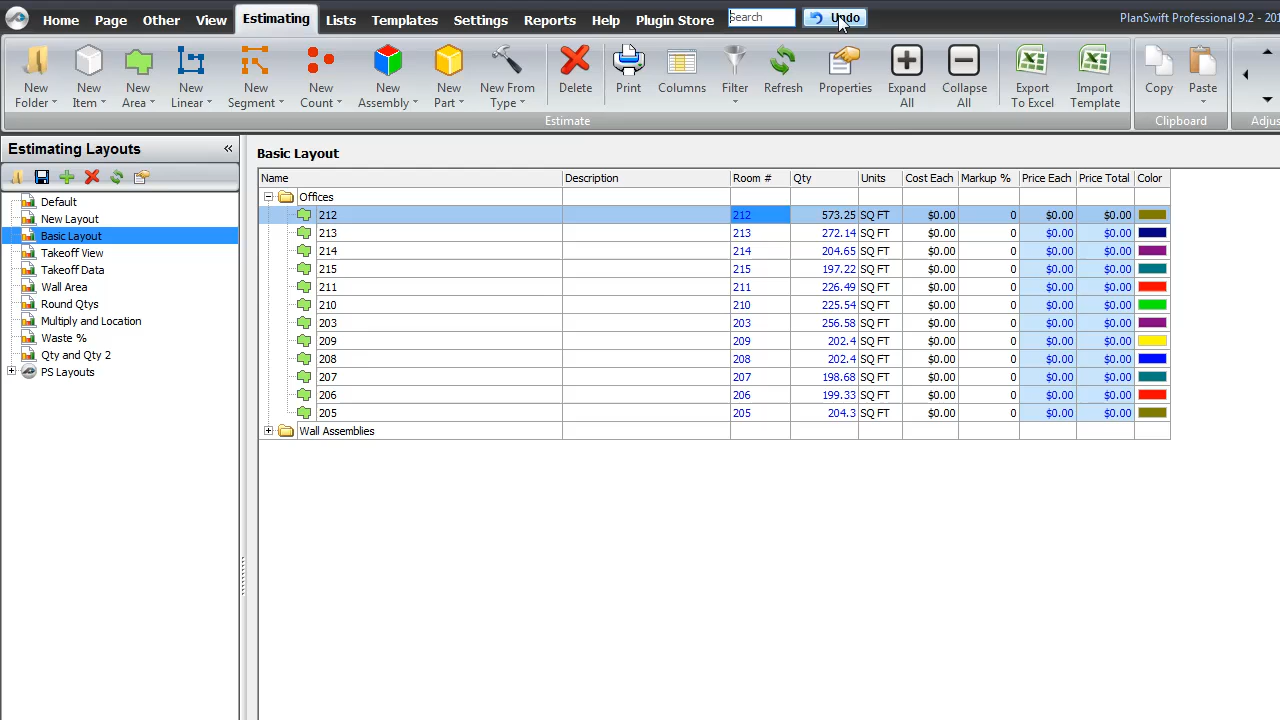 Home Page Other View Estimating Lists Templates Settings Reports Help Plugin Store Search Undo PlanSwift Professional 9.2 - 201
New Folder New Item New Area New Linear New Segment New Count New Assembly New Part New From Type Delete Print Columns Filter Refresh Properties Expand All Collapse All Export To Excel Import Template Copy Paste
Estimate Clipboard Adjus
Estimating Layouts «
Default
New Layout
Basic Layout
Takeoff View
Takeoff Data
Wall Area
Round Qtys
Multiply and Location
Waste %
Qty and Qty 2
PS Layouts
Basic Layout
Name Description Room # Qty Units Cost Each Markup % Price Each Price Total Color
Offices
212 212 573.25 SQ FT $0.00 0 $0.00 $0.00
213 213 272.14 SQ FT $0.00 0 $0.00 $0.00
214 214 204.65 SQ FT $0.00 0 $0.00 $0.00
215 215 197.22 SQ FT $0.00 0 $0.00 $0.00
211 211 226.49 SQ FT $0.00 0 $0.00 $0.00
210 210 225.54 SQ FT $0.00 0 $0.00 $0.00
203 203 256.58 SQ FT $0.00 0 $0.00 $0.00
209 209 202.4 SQ FT $0.00 0 $0.00 $0.00
208 208 202.4 SQ FT $0.00 0 $0.00 $0.00
207 207 198.68 SQ FT $0.00 0 $0.00 $0.00
206 206 199.33 SQ FT $0.00 0 $0.00 $0.00
205 205 204.3 SQ FT $0.00 0 $0.00 $0.00
Wall Assemblies